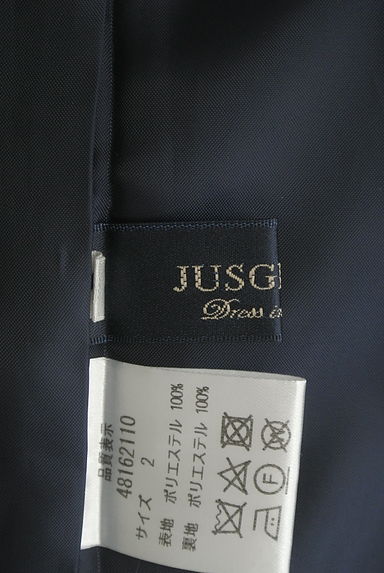 JUSG
Dress
品質表示
48162110
サイズ 2
表地 ポリエステル 100%
裏地 ポリエステル 100%
F